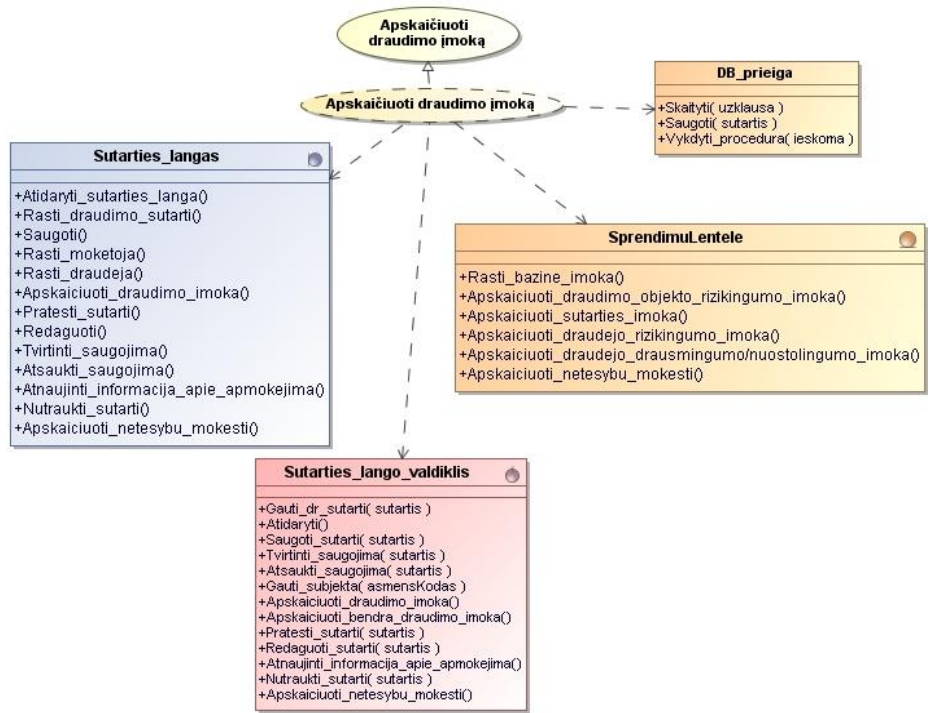 Apskaičiuoti
draudimo įmoką
Apskaičiuoti draudimo įmoką
DB_prieiga
+Skaityti( uzklausa )
+Saugoti( sutartis )
+Vykdyti_procedura( ieskoma )
Sutarties_langas
+Atidaryti_sutarties_langa()
+Rasti_draudimo_sutarti()
+Saugoti()
+Rasti_moketoja()
+Rasti_draudeja()
+Apskaiciuoti_draudimo_imoka()
+Pratesti_sutarti()
+Redaguoti()
+Tvirtinti_saugojima()
+Atsaukti_saugojima()
+Atnaujinti_informacija_apie_apmokejima()
+Nutraukti_sutarti()
+Apskaiciuoti_netesybu_mokesti()
SprendimuLentele
+Rasti_bazine_imoka()
+Apskaiciuoti_draudimo_objekto_rizikingumo_imoka()
+Apskaiciuoti_sutarties_imoka()
+Apskaiciuoti_draudejo_rizikingumo_imoka()
+Apskaiciuoti_draudejo_drausmingumo/nuostolingumo_imoka()
+Apskaiciuoti_netesybu_mokesti()
Sutarties_lango_valdiklis
+Gauti_dr_sutarti( sutartis )
+Atidaryti()
+Saugoti_sutarti( sutartis )
+Tvirtinti_saugojima( sutartis )
+Atsaukti_saugojima( sutartis )
+Gauti_subjekta( asmensKodas )
+Apskaiciuoti_draudimo_imoka()
+Apskaiciuoti_bendra_draudimo_imoka()
+Pratesti_sutarti( sutartis )
+Redaguoti_sutarti( sutartis )
+Atnaujinti_informacija_apie_apmokejima()
+Nutraukti_sutarti( sutartis )
+Apskaiciuoti_netesybu_mokesti()